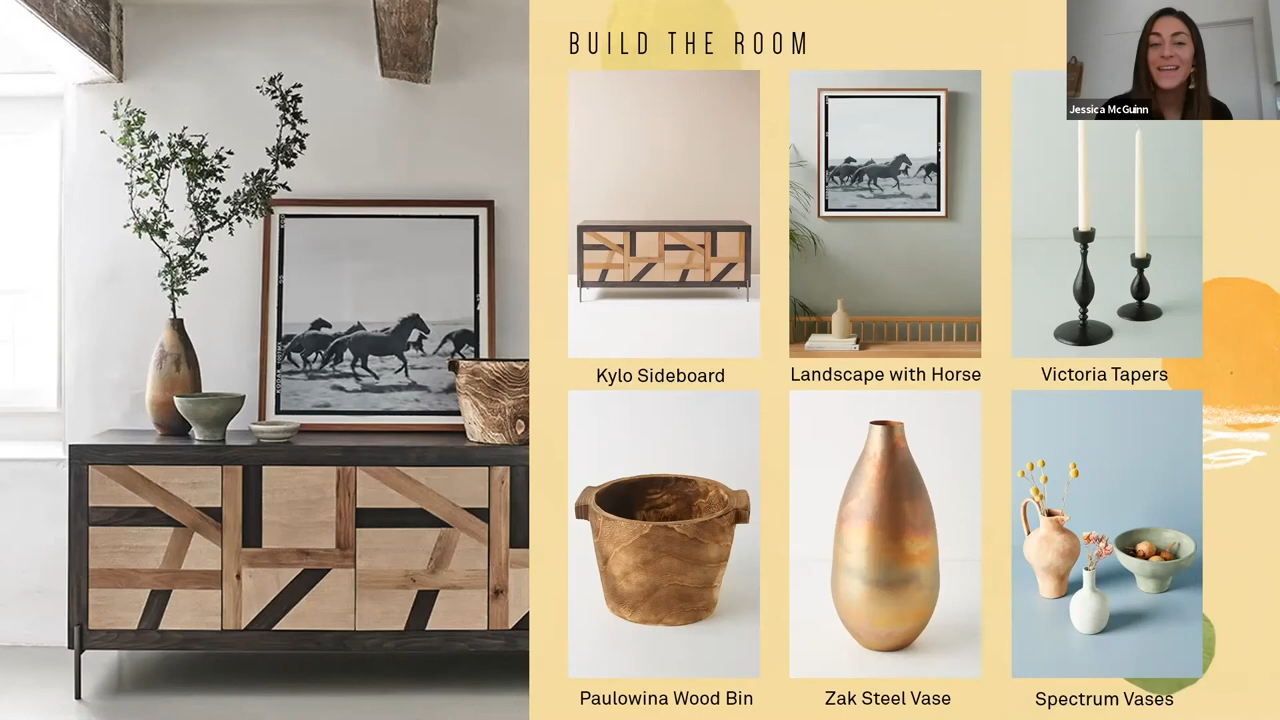 BUILD THE ROOM
Jessica McGuinn
Kylo Sideboard
Landscape with Horse
Victoria Tapers
Paulowina Wood Bin
Zak Steel Vase
Spectrum Vases